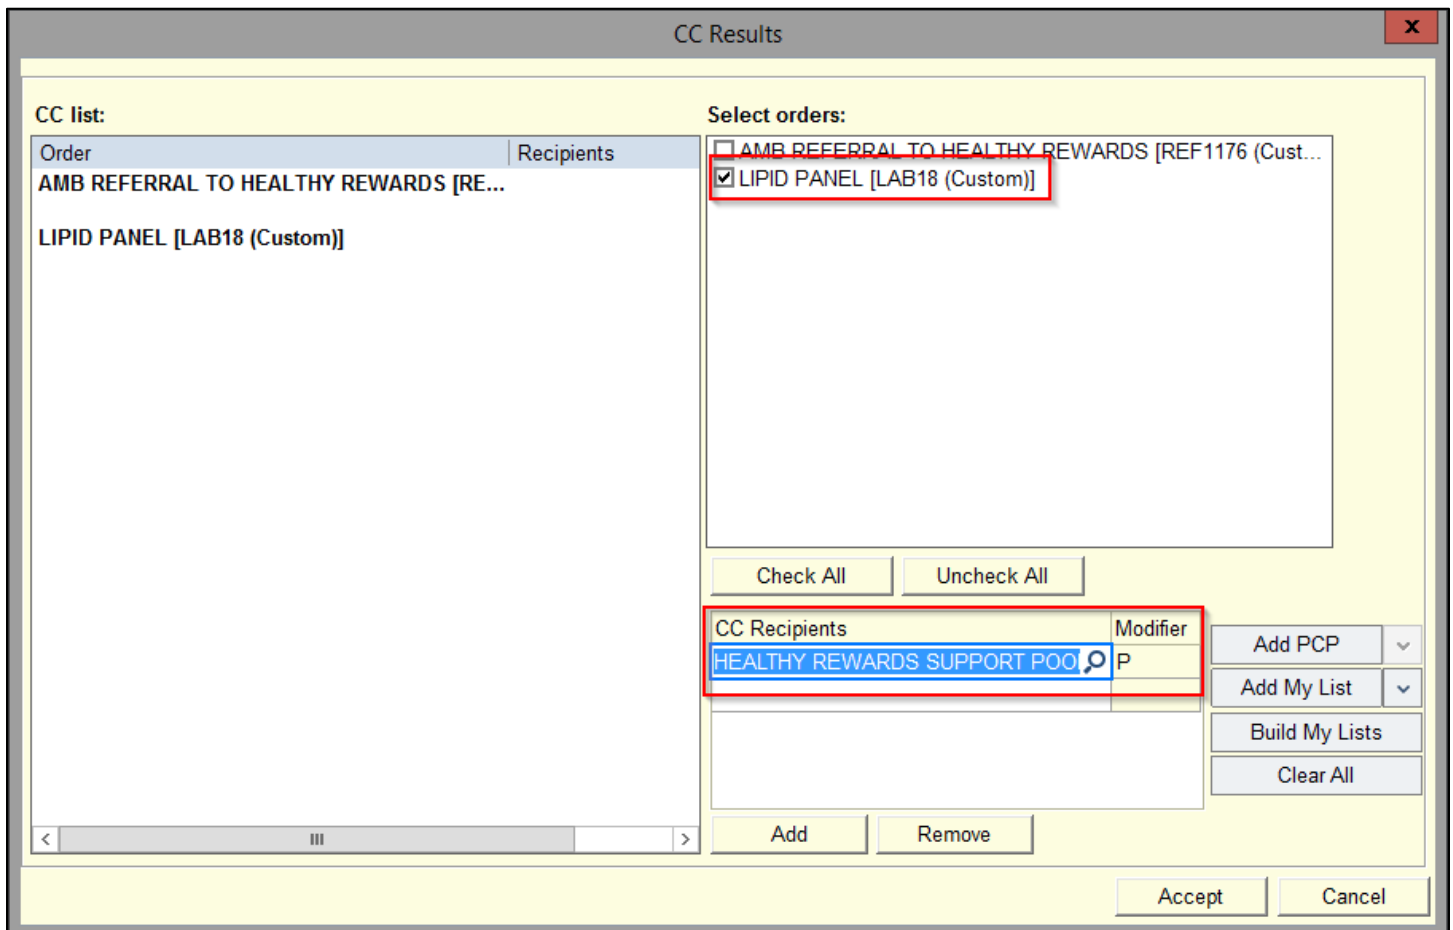 CC Results
X
CC list:
Order Recipients
AMB REFERRAL TO HEALTHY REWARDS [RE...
LIPID PANEL [LAB18 (Custom)]
Select orders:
AMB REFERRAL TO HEALTHY REWARDS [REF1176 (Cust...
LIPID PANEL [LAB18 (Custom)]
Check All Uncheck All
CC Recipients Modifier
HEALTHY REWARDS SUPPORT POO P
Add PCP
Add My List
Build My Lists
Clear All
Add Remove
Accept Cancel